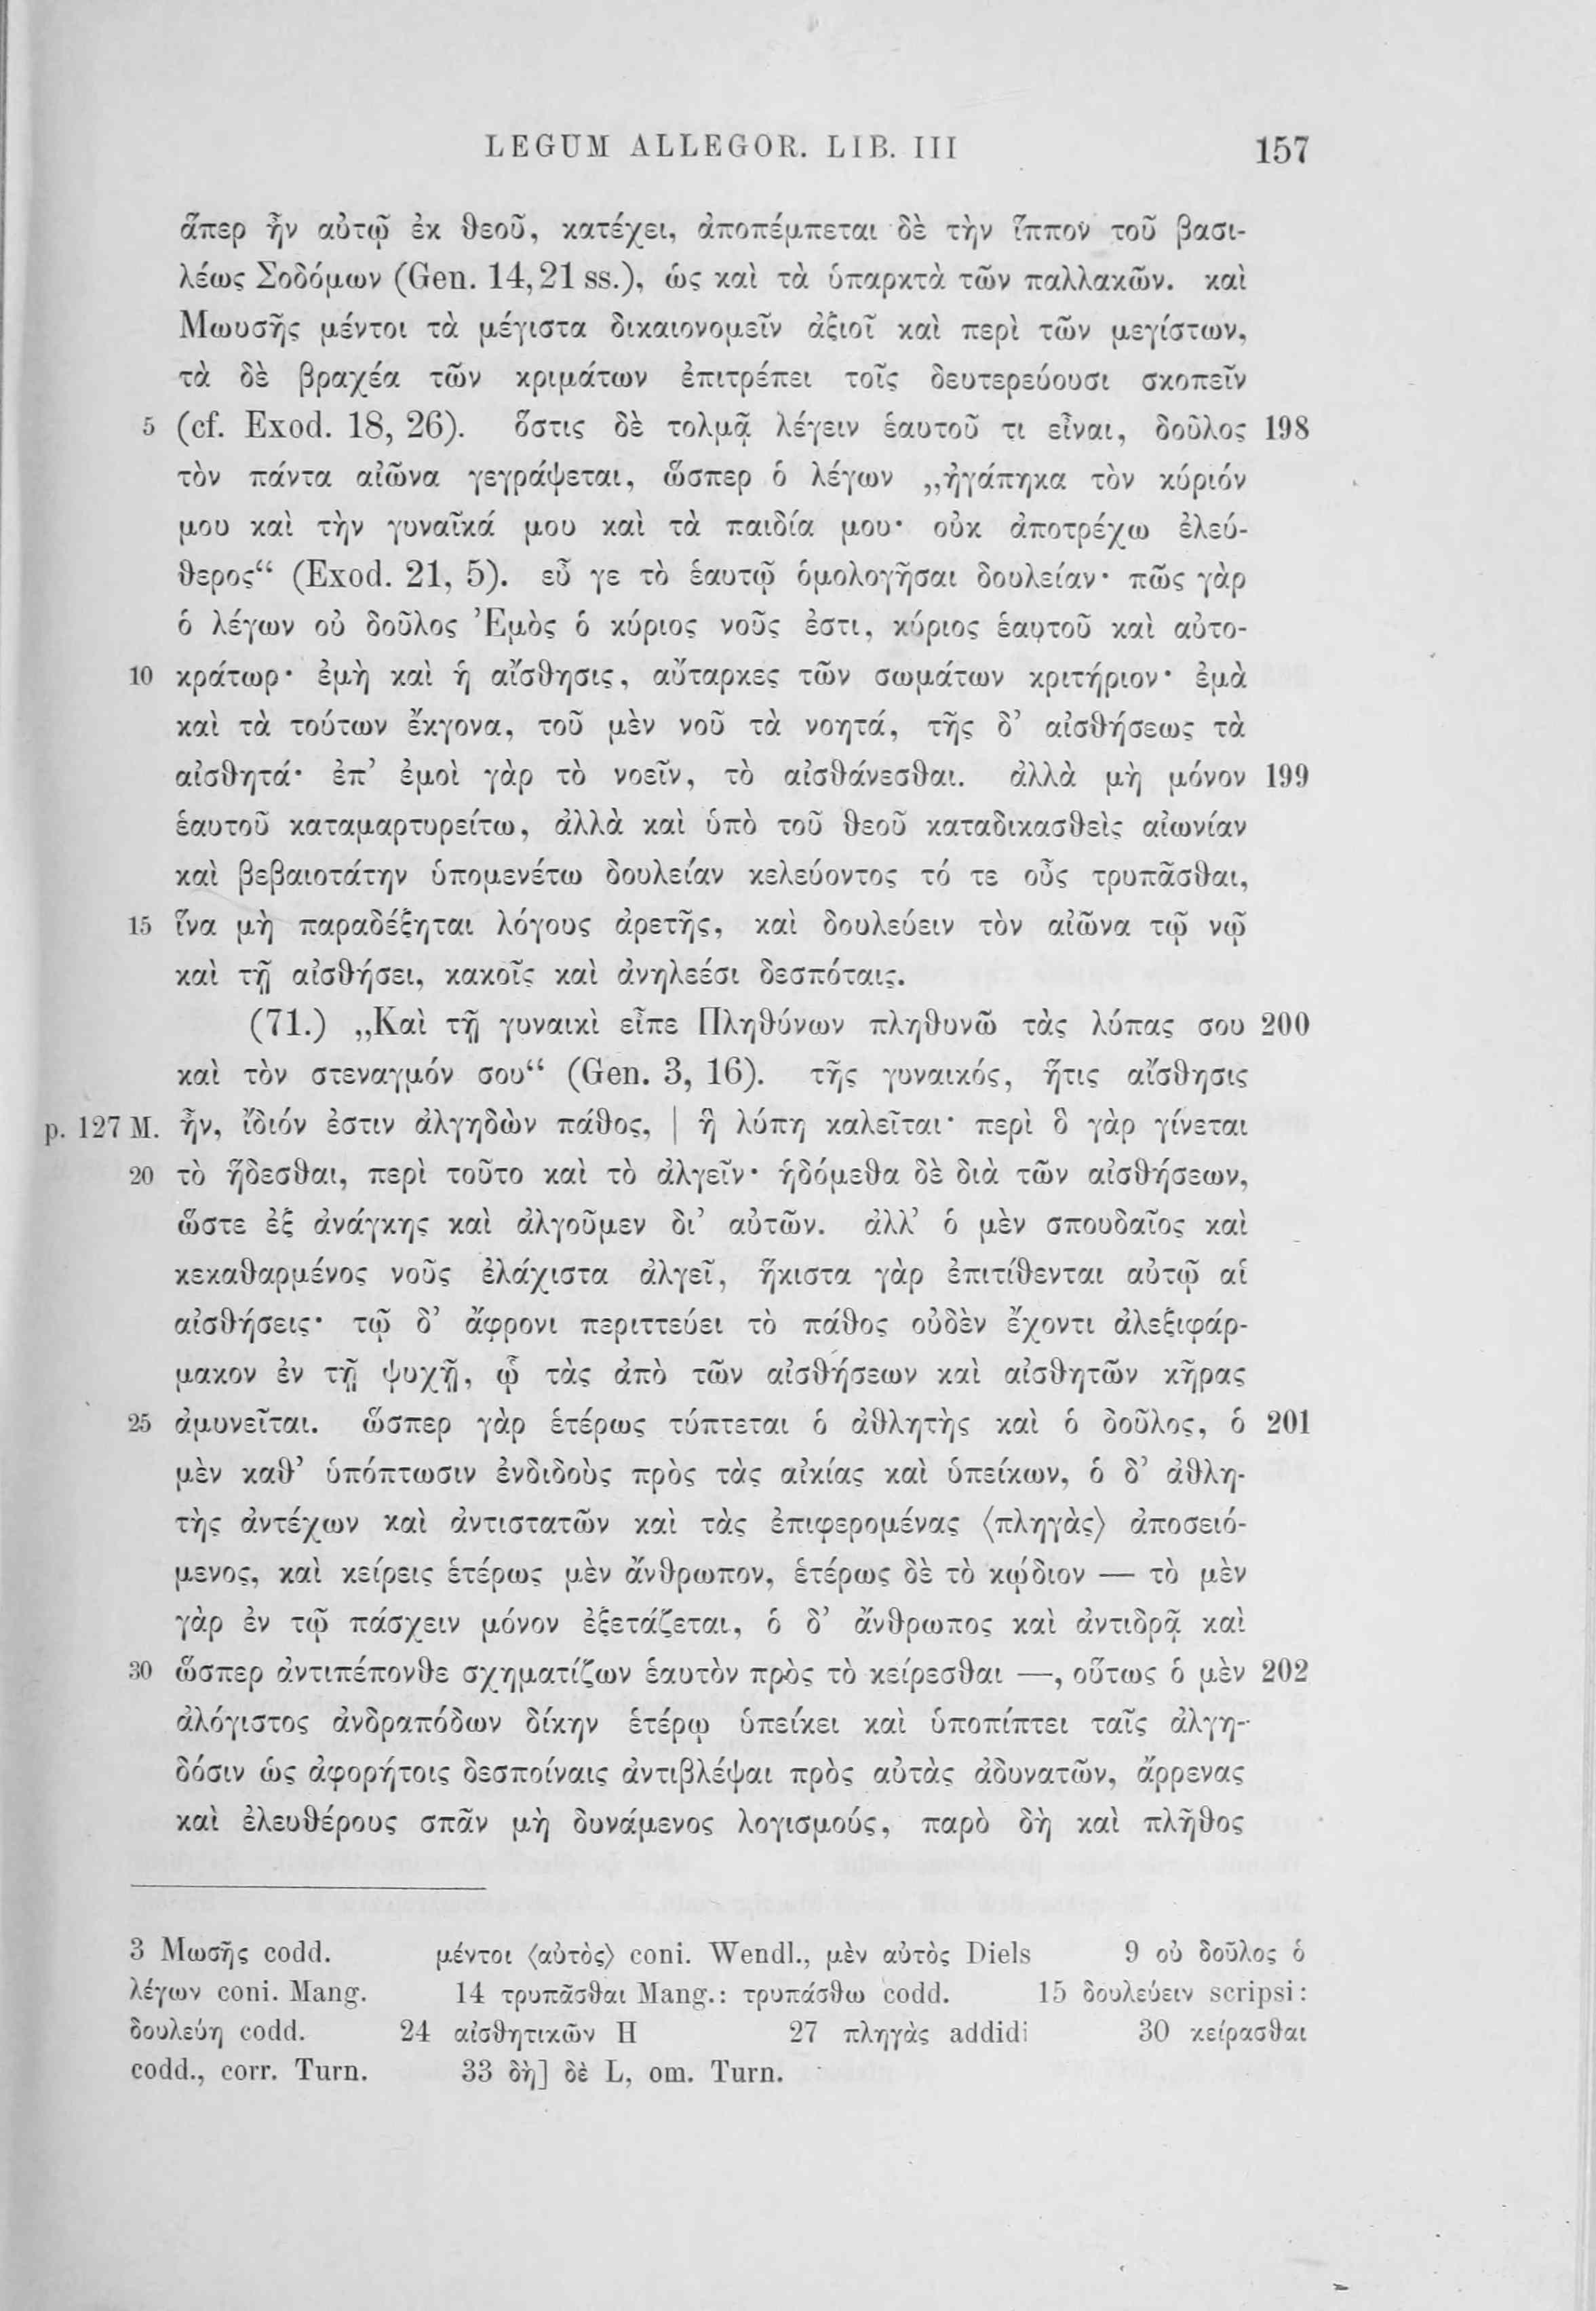 LEGUM ALLEGOR. LIB. III 157
ἅπερ ἦν αὐτῷ ἐκ θεοῦ, κατέχει, ἀποπέμπεται δὲ τὴν ἵππον τοῦ βασι-
λέως Σοδόμων (Gen. 14, 21 ss.), ὡς καὶ τὰ ὑπαρκτὰ τῶν παλλακῶν. καὶ
Μωυσῆς μέντοι τὰ μέγιστα δικαιονομεῖν ἀξιοῖ καὶ περὶ τῶν μεγίστων,
τὰ δὲ βραχέα τῶν κριμάτων ἐπιτρέπει τοῖς δευτερεύουσι σκοπεῖν
5 (cf. Exod. 18, 26). ὅστις δὲ τολμᾷ λέγειν ἑαυτοῦ τι εἶναι, δοῦλος 198
τὸν πάντα αἰῶνα γεγράψεται, ὥσπερ ὁ λέγων „ἠγάπηκα τὸν κύριόν
μου καὶ τὴν γυναῖκά μου καὶ τὰ παιδία μου· οὐκ ἀποτρέχω ἐλεύ-
θερος“ (Exod. 21, 5). εὖ γε τὸ ἑαυτῷ ὁμολογῆσαι δουλείαν· πῶς γὰρ
ὁ λέγων οὐ δοῦλος Ἐμὸς ὁ κύριος νοῦς ἐστι, κύριος ἑαυτοῦ καὶ αὐτο-
10 κράτωρ· ἐμὴ καὶ ἡ αἴσθησις, αὔταρκες τῶν σωμάτων κριτήριον· ἐμὰ
καὶ τὰ τούτων ἔκγονα, τοῦ μὲν νοῦ τὰ νοητά, τῆς δ’ αἰσθήσεως τὰ
αἰσθητά· ἐπ’ ἐμοὶ γὰρ τὸ νοεῖν, τὸ αἰσθάνεσθαι. ἀλλὰ μὴ μόνον 199
ἑαυτοῦ καταμαρτυρείτω, ἀλλὰ καὶ ὑπὸ τοῦ θεοῦ καταδικασθεὶς αἰωνίαν
καὶ βεβαιοτάτην ὑπομενέτω δουλείαν κελεύοντος τό τε οὖς τρυπᾶσθαι,
15 ἵνα μὴ παραδέξηται λόγους ἀρετῆς, καὶ δουλεύειν τὸν αἰῶνα τῷ νῷ
καὶ τῇ αἰσθήσει, κακοῖς καὶ ἀνηλεέσι δεσπόταις.
(71.) „Καὶ τῇ γυναικὶ εἶπε Πληθύνων πληθυνῶ τὰς λύπας σου 200
καὶ τὸν στεναγμόν σου“ (Gen. 3, 16). τῆς γυναικός, ἥτις αἴσθησις
p. 127 M. ἦν, ἴδιόν ἐστιν ἀλγηδὼν πάθος, | ἣ λύπη καλεῖται· περὶ ὃ γὰρ γίνεται
20 τὸ ἥδεσθαι, περὶ τοῦτο καὶ τὸ ἀλγεῖν· ἡδόμεθα δὲ διὰ τῶν αἰσθήσεων,
ὥστε ἐξ ἀνάγκης καὶ ἀλγοῦμεν δι’ αὐτῶν. ἀλλ’ ὁ μὲν σπουδαῖος καὶ
κεκαθαρμένος νοῦς ἐλάχιστα ἀλγεῖ, ἥκιστα γὰρ ἐπιτίθενται αὐτῷ αἱ
αἰσθήσεις· τῷ δ’ ἄφρονι περιττεύει τὸ πάθος οὐδὲν ἔχοντι ἀλεξιφάρ-
μακον ἐν τῇ ψυχῇ, ᾧ τὰς ἀπὸ τῶν αἰσθήσεων καὶ αἰσθητῶν κῆρας
25 ἀμυνεῖται. ὥσπερ γὰρ ἑτέρως τύπτεται ὁ ἀθλητὴς καὶ ὁ δοῦλος, ὁ 201
μὲν καθ’ ὑπόπτωσιν ἐνδιδοὺς πρὸς τὰς αἰκίας καὶ ὑπείκων, ὁ δ’ ἀθλη-
τὴς ἀντέχων καὶ ἀντιστατῶν καὶ τὰς ἐπιφερομένας ⟨πληγὰς⟩ ἀποσειό-
μενος, καὶ κείρεις ἑτέρως μὲν ἄνθρωπον, ἑτέρως δὲ τὸ κῴδιον — τὸ μὲν
γὰρ ἐν τῷ πάσχειν μόνον ἐξετάζεται, ὁ δ’ ἄνθρωπος καὶ ἀντιδρᾷ καὶ
30 ὥσπερ ἀντιπέπονθε σχηματίζων ἑαυτὸν πρὸς τὸ κείρεσθαι —, οὕτως ὁ μὲν 202
ἀλόγιστος ἀνδραπόδων δίκην ἑτέρῳ ὑπείκει καὶ ὑποπίπτει ταῖς ἀλγη-
δόσιν ὡς ἀφορήτοις δεσποίναις ἀντιβλέψαι πρὸς αὐτὰς ἀδυνατῶν, ἄρρενας
καὶ ἐλευθέρους σπᾶν μὴ δυνάμενος λογισμούς, παρὸ δὴ καὶ πλῆθος
3 Μωσῆς codd. μέντοι ⟨αὐτὸς⟩ coni. Wendl., μὲν αὐτὸς Diels 9 οὐ δοῦλος ὁ
λέγων coni. Mang. 14 τρυπᾶσθαι Mang.: τρυπάσθω codd. 15 δουλεύειν scripsi:
δουλεύη codd. 24 αἰσθητικῶν H 27 πληγὰς addidi 30 κείρασθαι
codd., corr. Turn. 33 δὴ] δὲ L, om. Turn.